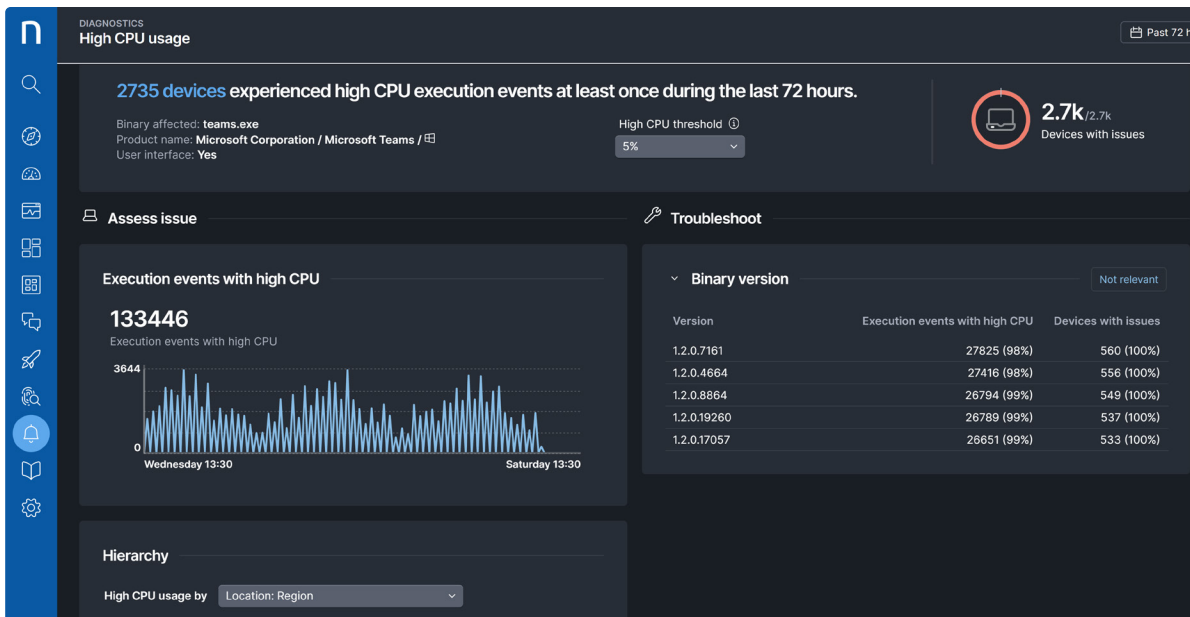 n
DIAGNOSTICS
High CPU usage
Past 72 h
2735 devices experienced high CPU execution events at least once during the last 72 hours.
Binary affected: teams.exe
Product name: Microsoft Corporation / Microsoft Teams /
User interface: Yes
High CPU threshold
5%
2.7k/2.7k
Devices with issues
Assess issue
Execution events with high CPU
133446
Execution events with high CPU
3644
0
Wednesday 13:30 Saturday 13:30
Hierarchy
High CPU usage by Location: Region
Troubleshoot
Binary version Not relevant
Version Execution events with high CPU Devices with issues
1.2.0.7161 27825 (98%) 560 (100%)
1.2.0.4664 27416 (98%) 556 (100%)
1.2.0.8864 26794 (99%) 549 (100%)
1.2.0.19260 26789 (99%) 537 (100%)
1.2.0.17057 26651 (99%) 533 (100%)